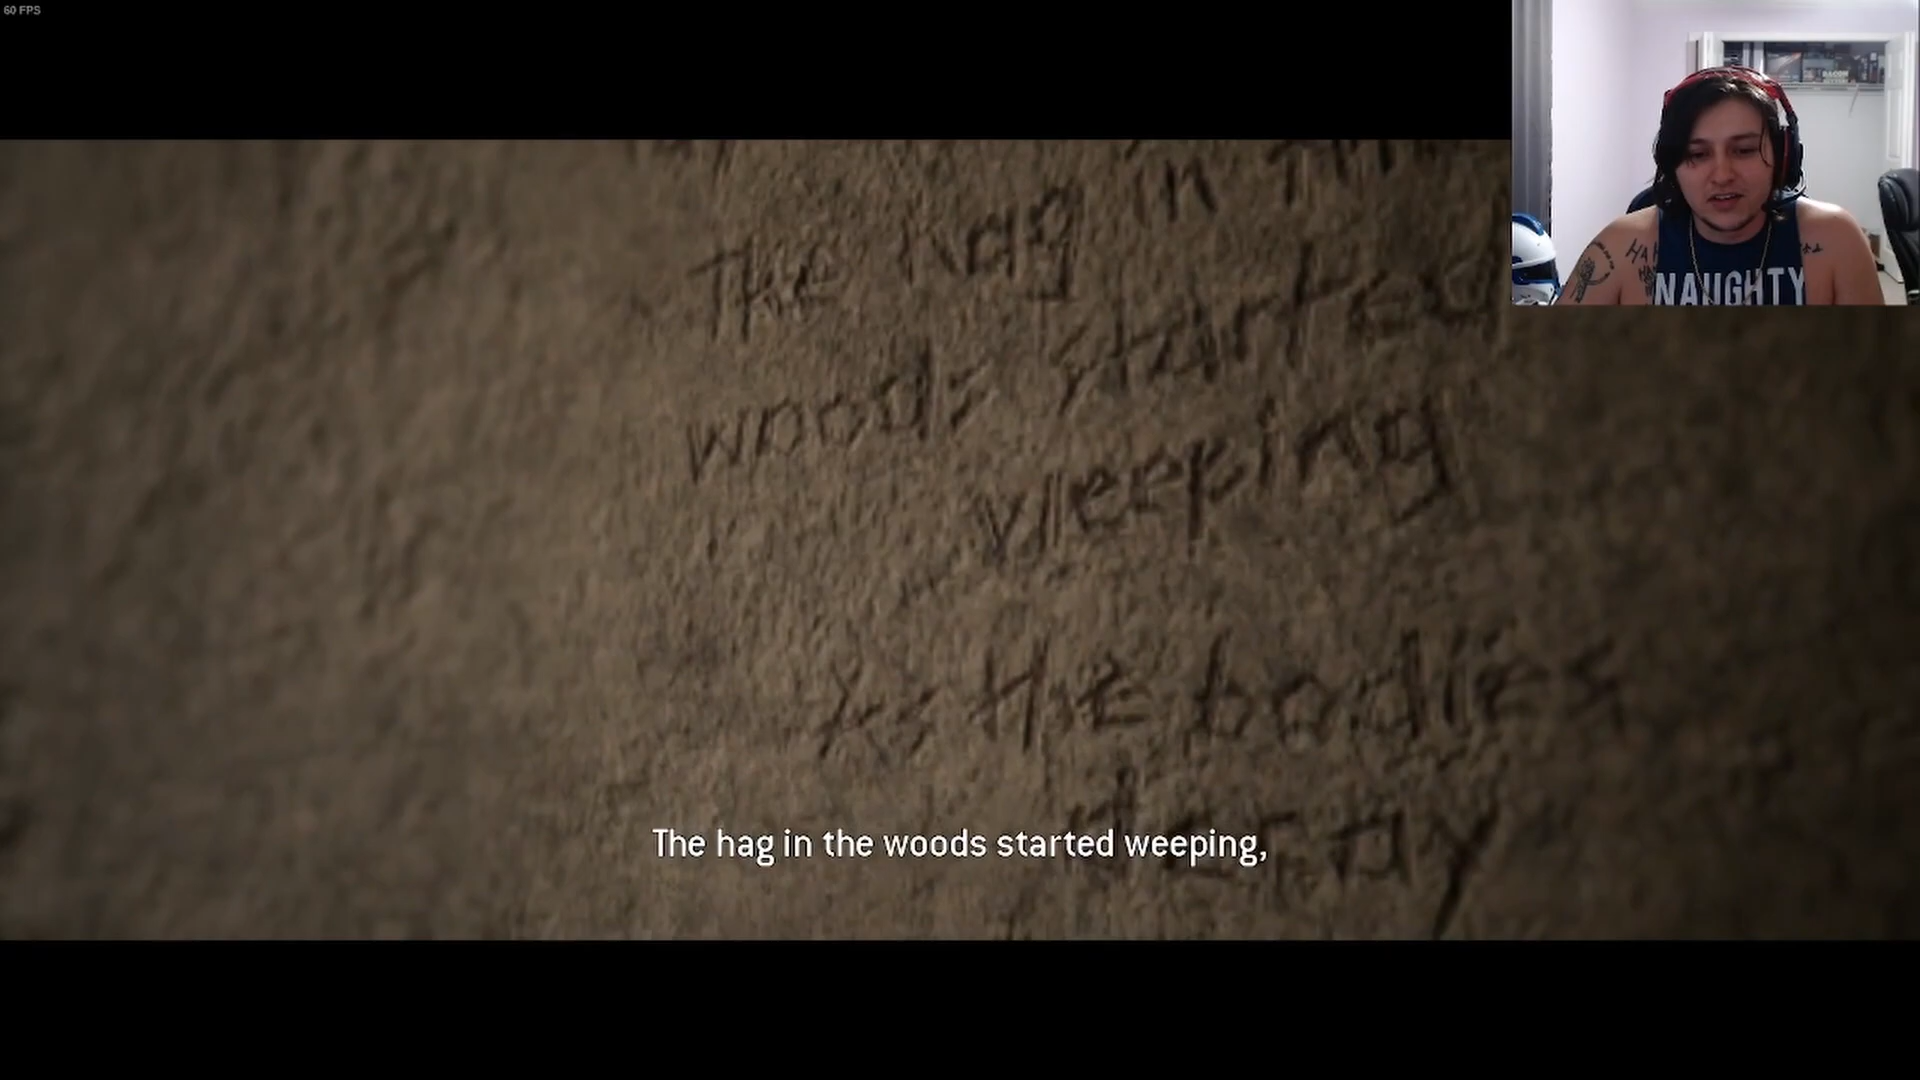 60 FPS
The hag in the
woods started
weeping
As the bodies
decay
The hag in the woods started weeping,
NAUGHTY